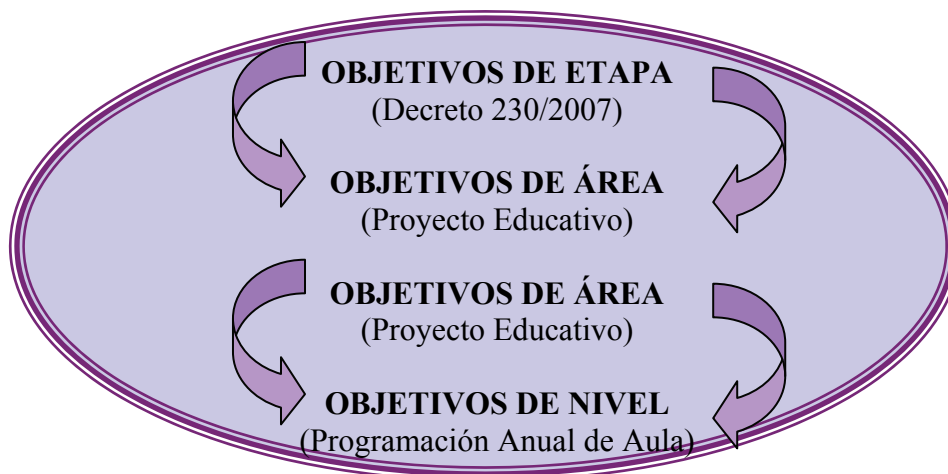 OBJETIVOS DE ETAPA
(Decreto 230/2007)
OBJETIVOS DE ÁREA
(Proyecto Educativo)
OBJETIVOS DE ÁREA
(Proyecto Educativo)
OBJETIVOS DE NIVEL
(Programación Anual de Aula)